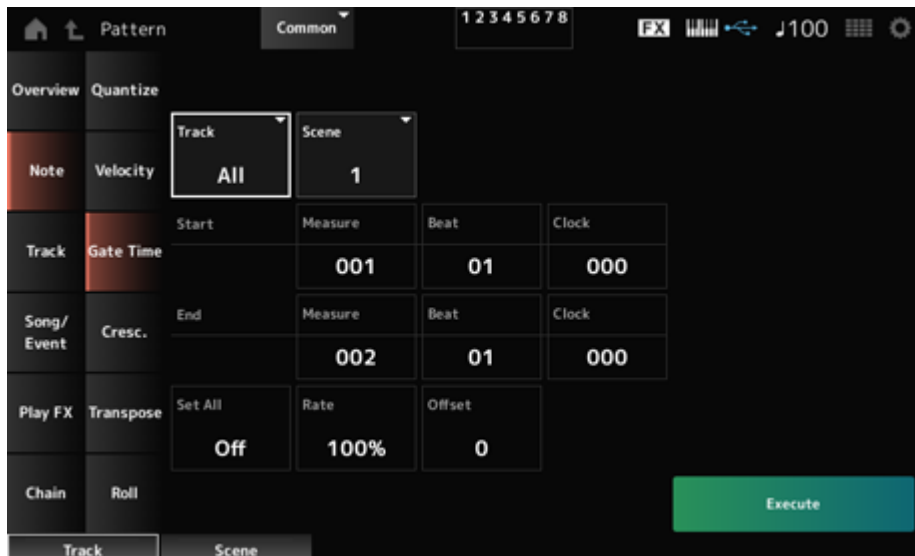 Pattern
Common
12345678
FX
♩100
Overview
Quantize
Note
Velocity
Track
Gate Time
Song/
Event
Cresc.
Play FX
Transpose
Chain
Roll
Track
All
Scene
1
Start
Measure
001
Beat
01
Clock
000
End
Measure
002
Beat
01
Clock
000
Set All
Off
Rate
100%
Offset
0
Execute
Track
Scene